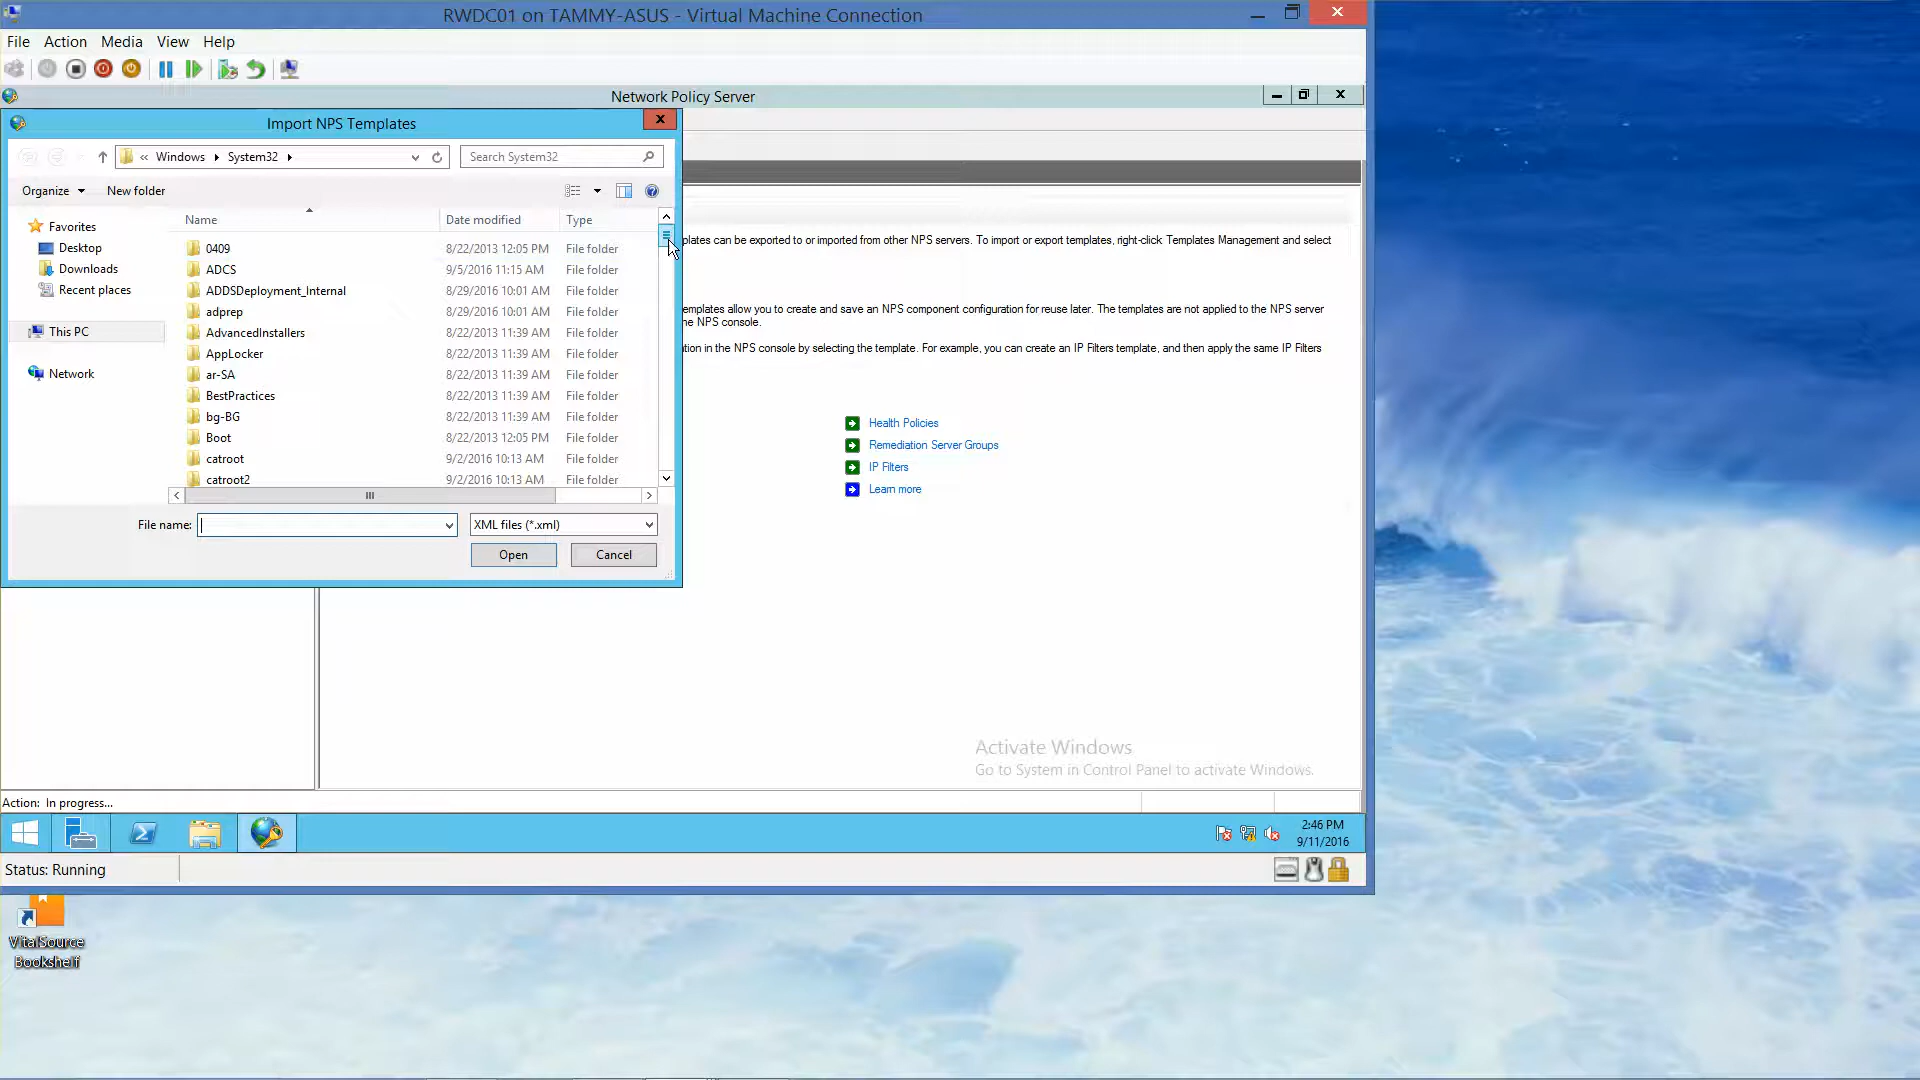 RWDC01 on TAMMY-ASUS - Virtual Machine Connection
File Action Media View Help
Network Policy Server
Import NPS Templates
« Windows System32
Search System32
Organize New folder
Name Date modified Type
Favorites
Desktop
Downloads
Recent places
This PC
Network
0409 8/22/2013 12:05 PM File folder
ADCS 9/5/2016 11:15 AM File folder
ADDSDeployment_Internal 8/29/2016 10:01 AM File folder
adprep 8/29/2016 10:01 AM File folder
AdvancedInstallers 8/22/2013 11:39 AM File folder
AppLocker 8/22/2013 11:39 AM File folder
ar-SA 8/22/2013 11:39 AM File folder
BestPractices 8/22/2013 11:39 AM File folder
bg-BG 8/22/2013 11:39 AM File folder
Boot 8/22/2013 12:05 PM File folder
catroot 9/2/2016 10:13 AM File folder
catroot2 9/2/2016 10:13 AM File folder
File name: XML files (*.xml)
Open Cancel
plates can be exported to or imported from other NPS servers. To import or export templates, right-click Templates Management and select
emplates allow you to create and save an NPS component configuration for reuse later. The templates are not applied to the NPS server
he NPS console.
tion in the NPS console by selecting the template. For example, you can create an IP Filters template, and then apply the same IP Filters
Health Policies
Remediation Server Groups
IP Filters
Learn more
Activate Windows
Go to System in Control Panel to activate Windows.
Action: In progress...
2:46 PM
9/11/2016
Status: Running
VitalSource
Bookshelf